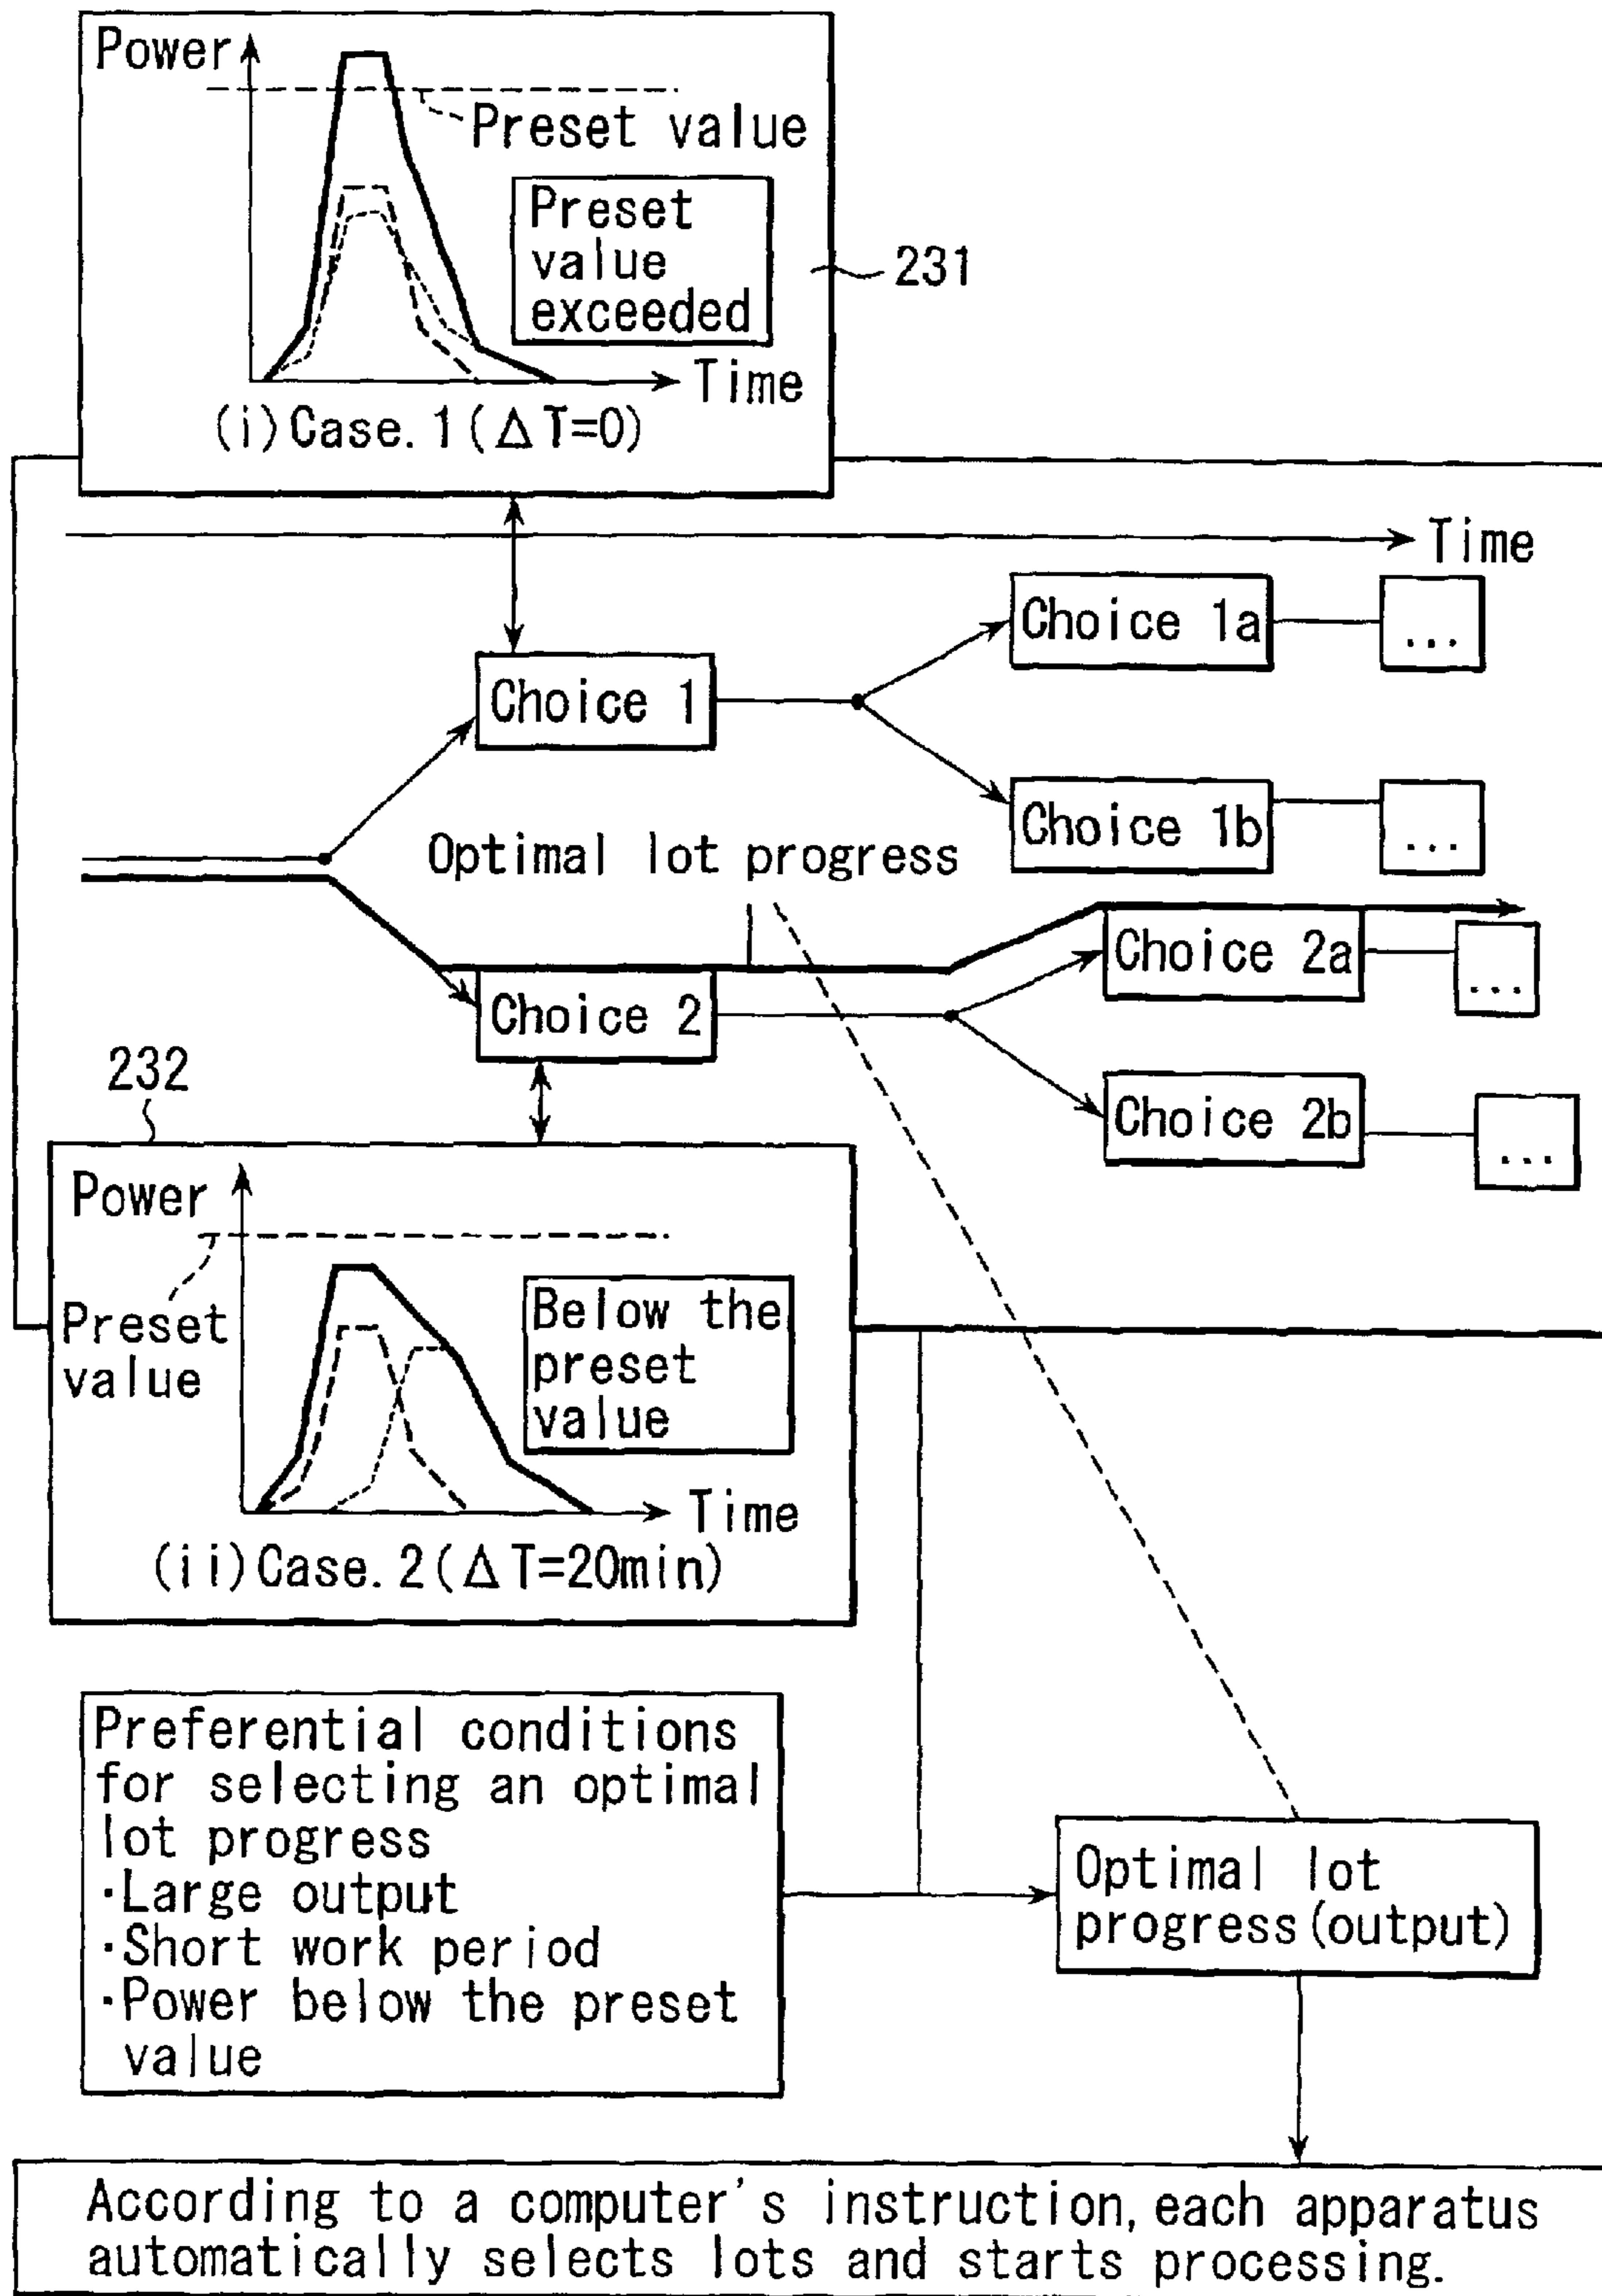 Power
Preset value
Preset
value
exceeded
231
Time
(i)Case.1(ΔT=0)
Time
Choice 1a
...
Choice 1
Choice 1b
...
Optimal lot progress
Choice 2a
...
Choice 2
232
Choice 2b
...
Power
Preset
value
Below the
preset
value
Time
(ii)Case.2(ΔT=20min)
Preferential conditions
for selecting an optimal
lot progress
·Large output
·Short work period
·Power below the preset
value
Optimal lot
progress(output)
According to a computer's instruction, each apparatus
automatically selects lots and starts processing.